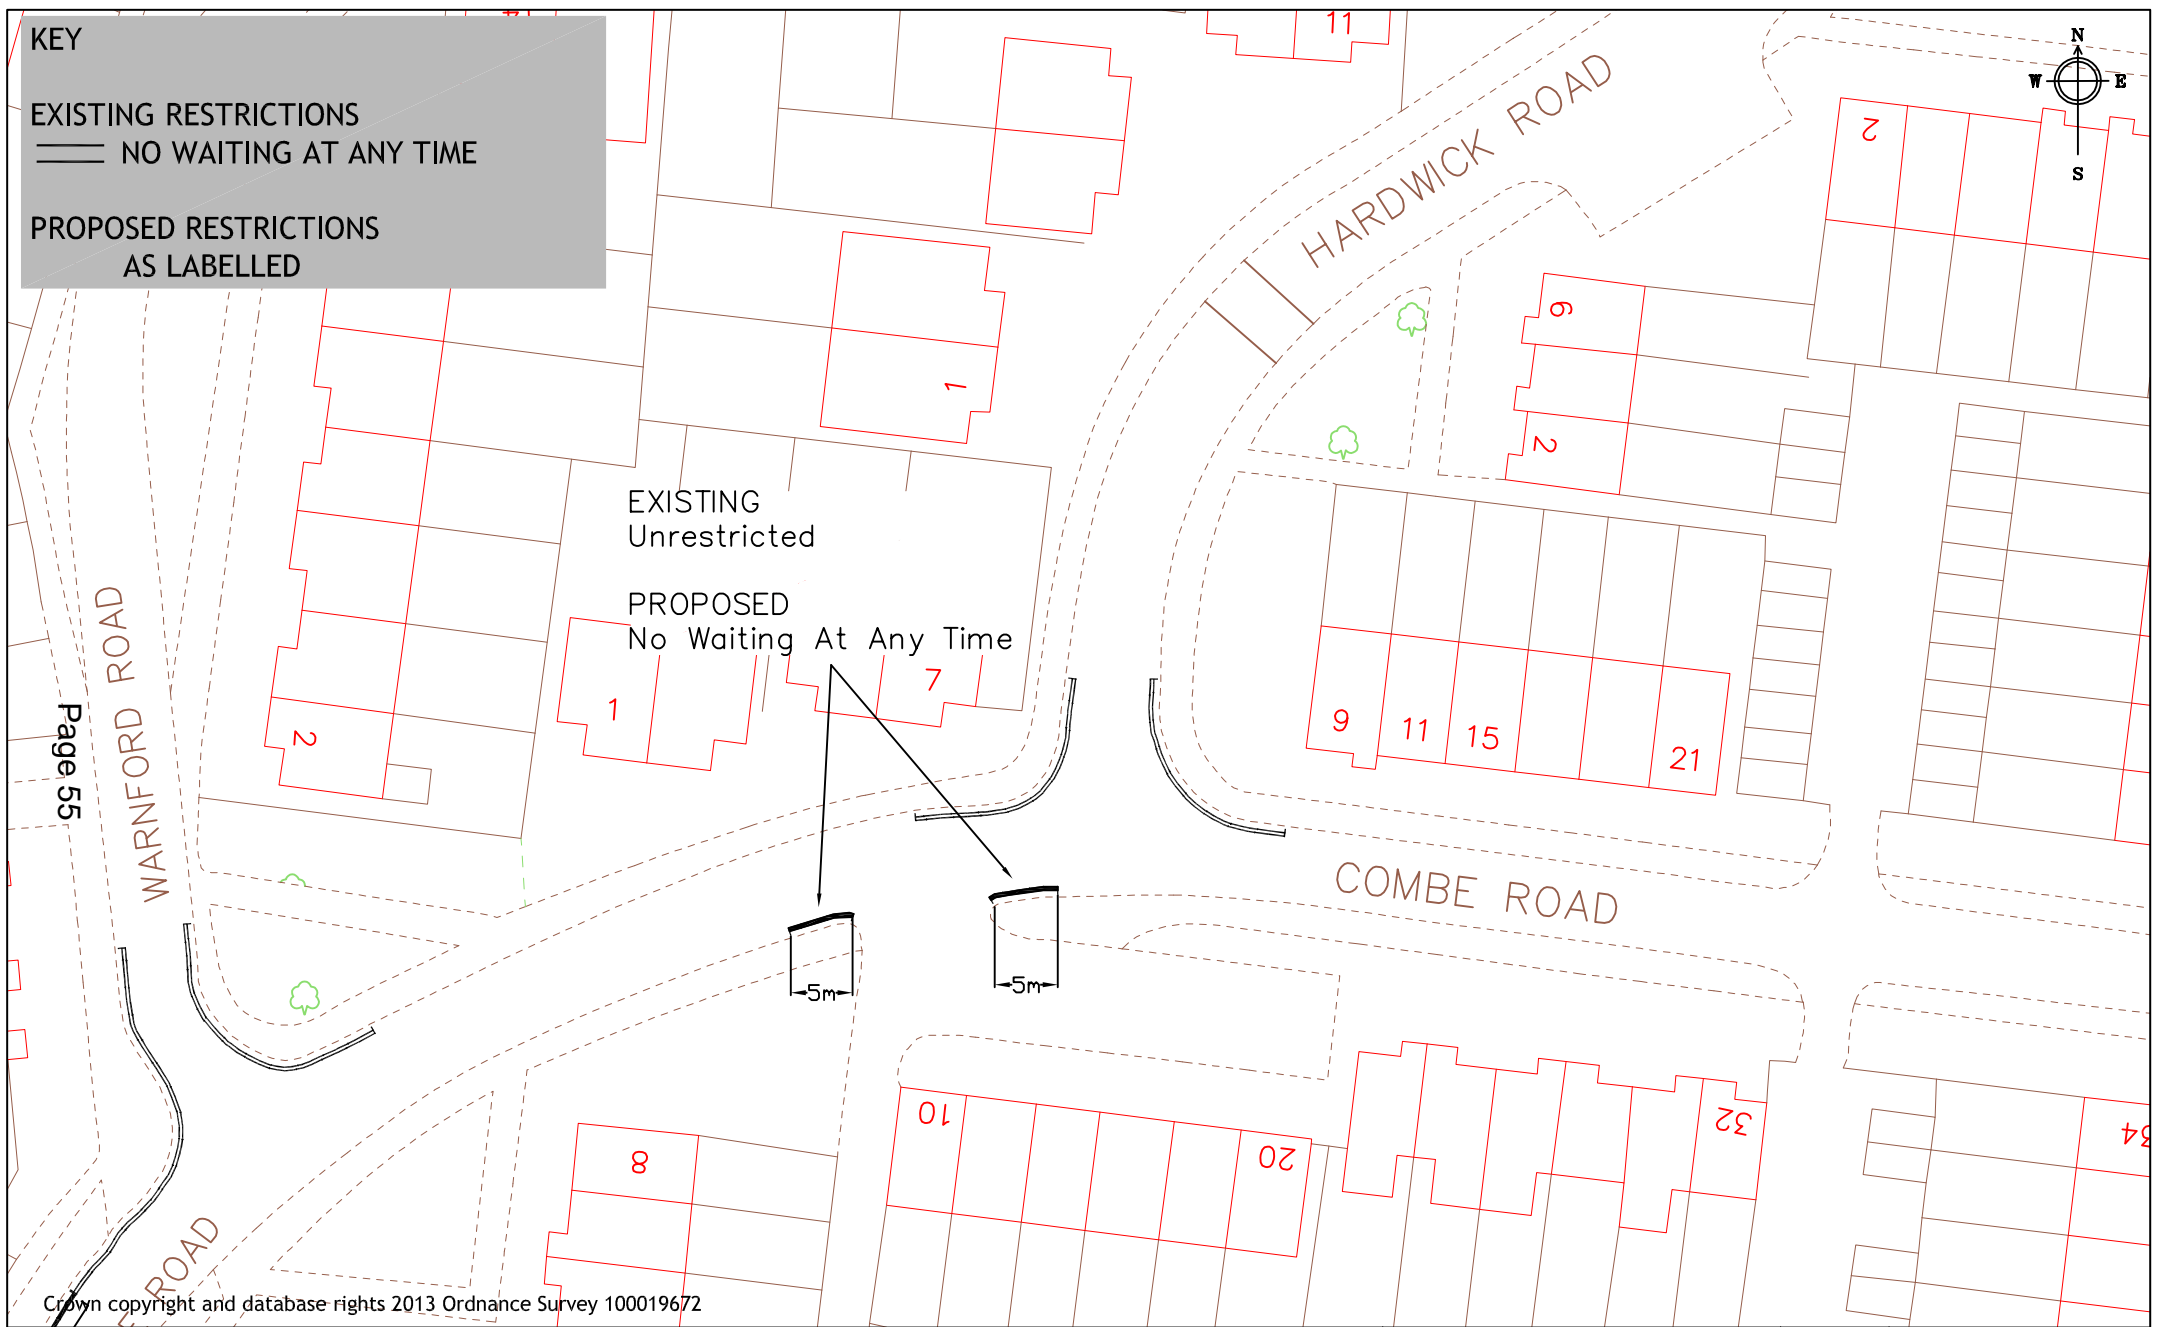 KEY
EXISTING RESTRICTIONS
NO WAITING AT ANY TIME
PROPOSED RESTRICTIONS
AS LABELLED
11
N
W E
S
HARDWICK ROAD
2
6
2
1
EXISTING
Unrestricted
PROPOSED
No Waiting At Any Time
WARNFORD ROAD
Page 55
2
1
7
9
11
15
21
COMBE ROAD
5m
5m
8
10
20
32
34
ROAD
Crown copyright and database rights 2013 Ordnance Survey 100019672